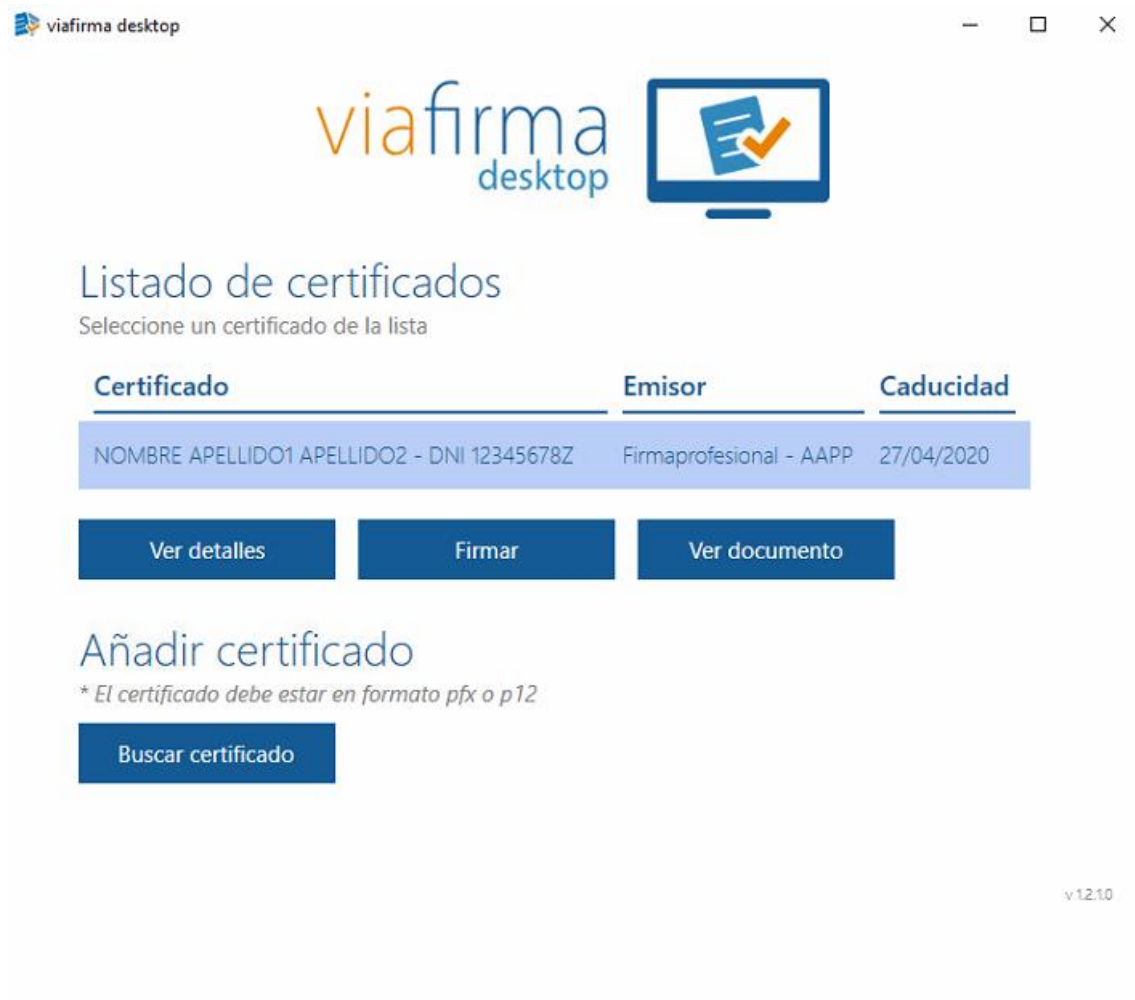 viafirma desktop
viafirma
desktop
Listado de certificados
Seleccione un certificado de la lista
Certificado Emisor Caducidad
NOMBRE APELLIDO1 APELLIDO2 - DNI 12345678Z Firmaprofesional - AAPP 27/04/2020
Ver detalles Firmar Ver documento
Añadir certificado
* El certificado debe estar en formato pfx o p12
Buscar certificado
v 1.2.1.0